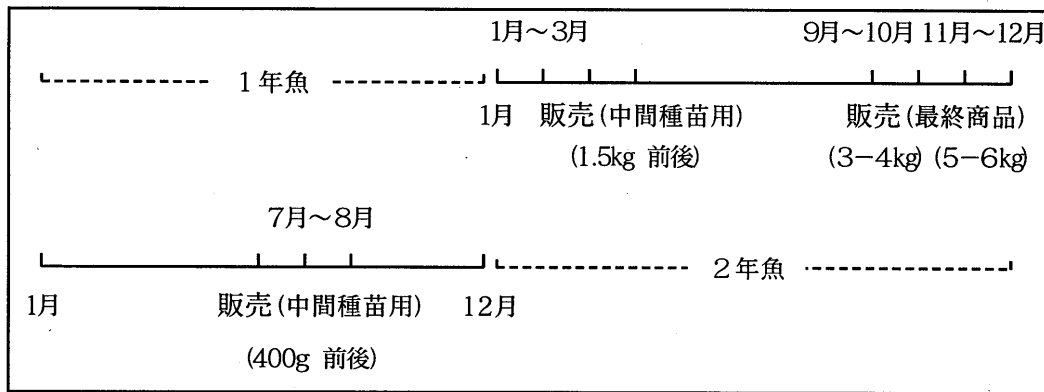 1月～3月 9月～10月 11月～12月
1年魚
1月 販売(中間種苗用) 販売(最終商品)
(1.5kg 前後) (3－4kg) (5－6kg)
7月～8月
2年魚
1月 販売(中間種苗用) 12月
(400g 前後)